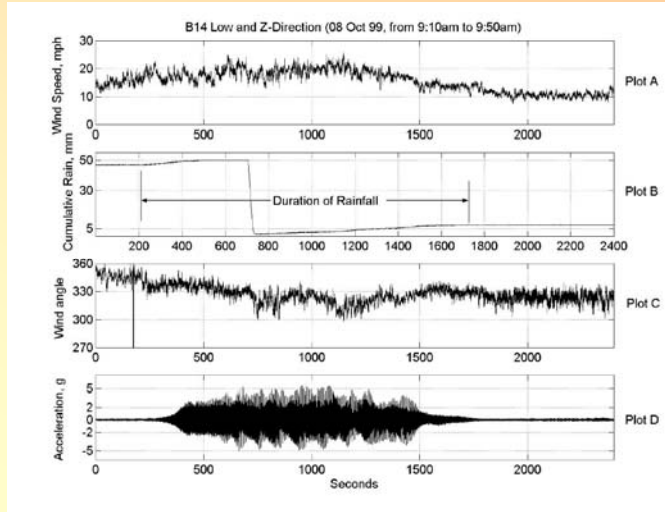 B14 Low and Z-Direction (08 Oct 99, from 9:10am to 9:50am)
Wind Speed, mph
30
20
10
0
0 500 1000 1500 2000
Plot A
Cumulative Rain, mm
50
30
5
Duration of Rainfall
200 400 600 800 1000 1200 1400 1600 1800 2000 2200 2400
Plot B
Wind angle
360
330
300
270
0 500 1000 1500 2000
Plot C
Acceleration, g
5
2
0
-2
-5
0 500 1000 1500 2000
Plot D
Seconds